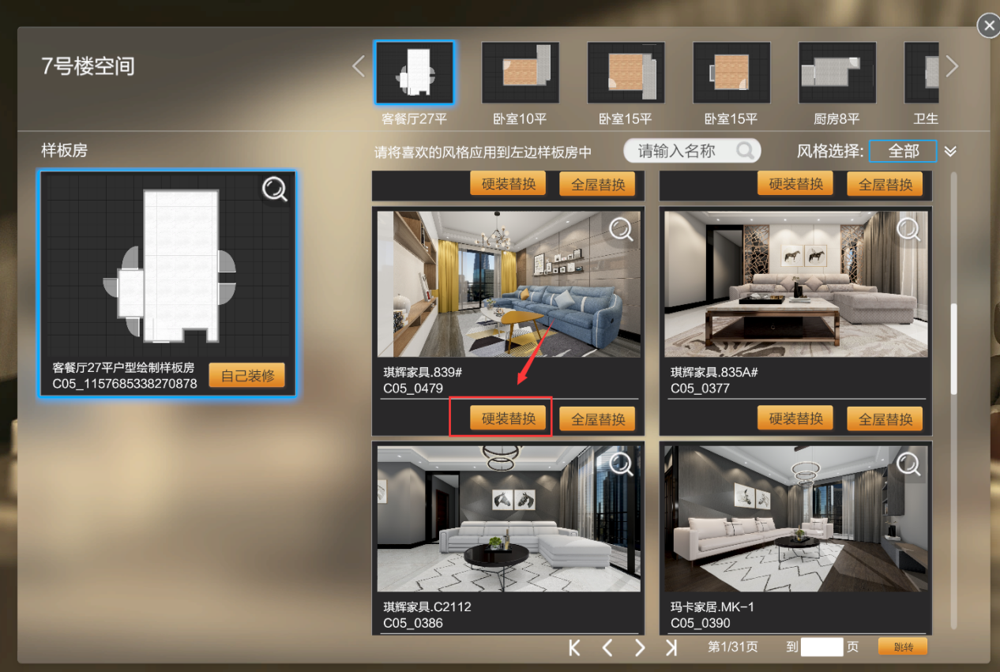 7号楼空间
客餐厅27平
卧室10平
卧室15平
卧室15平
厨房8平
卫生
样板房
请将喜欢的风格应用到左边样板房中
请输入名称
风格选择:
全部
客餐厅27平户型绘制样板房
C05_1157685338270878
自己装修
硬装替换
全屋替换
硬装替换
全屋替换
琪辉家具.839#
C05_0479
硬装替换
全屋替换
琪辉家具.835A#
C05_0377
硬装替换
全屋替换
琪辉家具.C2112
C05_0386
玛卡家居.MK-1
C05_0390
第1/31页
到
页
跳转